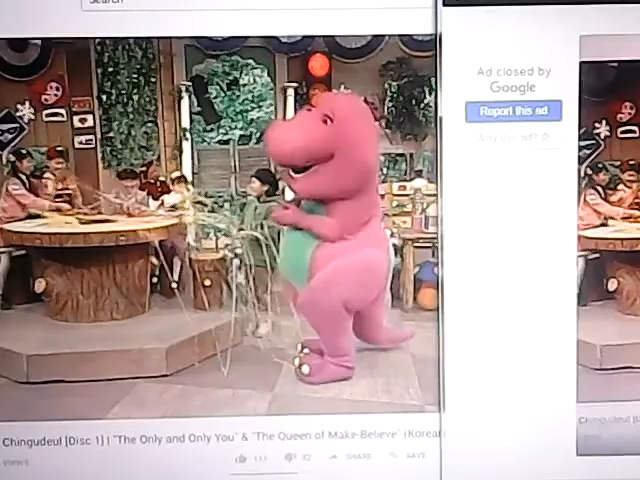 Search
Ad closed by
Google
Report this ad
Chingudeul [Disc 1] | "The Only and Only You" & "The Queen of Make-Believe" (Korean
views
111
32
SHARE
SAVE
Chingudeul [D